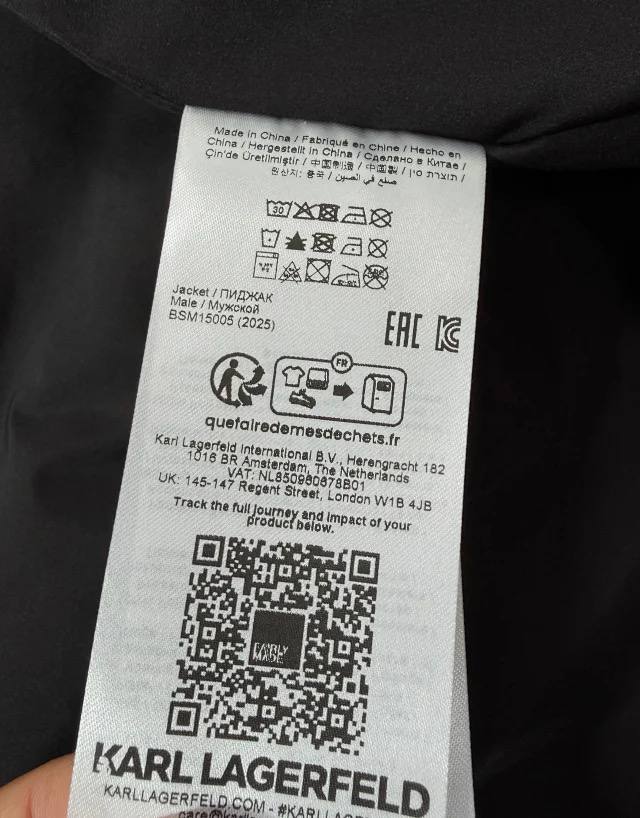 Made in China / Fabriqué en Chine / Hecho en
China / Hergestellt in China / Сделано в Китае /
Çin'de Üretilmiştir / 中国制造 / 中國製 / תוצרת סין /
원산지: 중국 / صنع في الصين
30
Jacket / ПИДЖАК
Male / Мужской
BSM15005 (2025)
EAC
FR
quefairedemesdechets.fr
Karl Lagerfeld International B.V., Herengracht 182
1016 BR Amsterdam, The Netherlands
VAT: NL850980878B01
UK: 145-147 Regent Street, London W1B 4JB
Track the full journey and impact of your
product below.
FAIRLY
MADE
KARL LAGERFELD
KARLLAGERFELD.COM - #KARLLAGERF